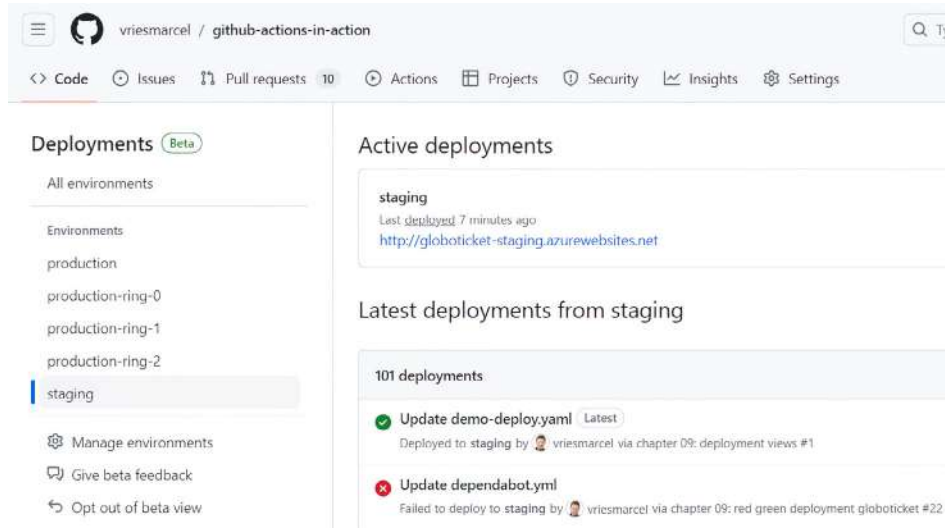 vriesmarcel / github-actions-in-action
<> Code Issues Pull requests 10 Actions Projects Security Insights Settings
Deployments Beta
All environments
Environments
production
production-ring-0
production-ring-1
production-ring-2
staging
Manage environments
Give beta feedback
Opt out of beta view
Active deployments
staging
Last deployed 7 minutes ago
http://globoticket-staging.azurewebsites.net
Latest deployments from staging
101 deployments
Update demo-deploy.yaml Latest
Deployed to staging by vriesmarcel via chapter 09: deployment views #1
Update dependabot.yml
Failed to deploy to staging by vriesmarcel via chapter 09: red green deployment globoticket #22